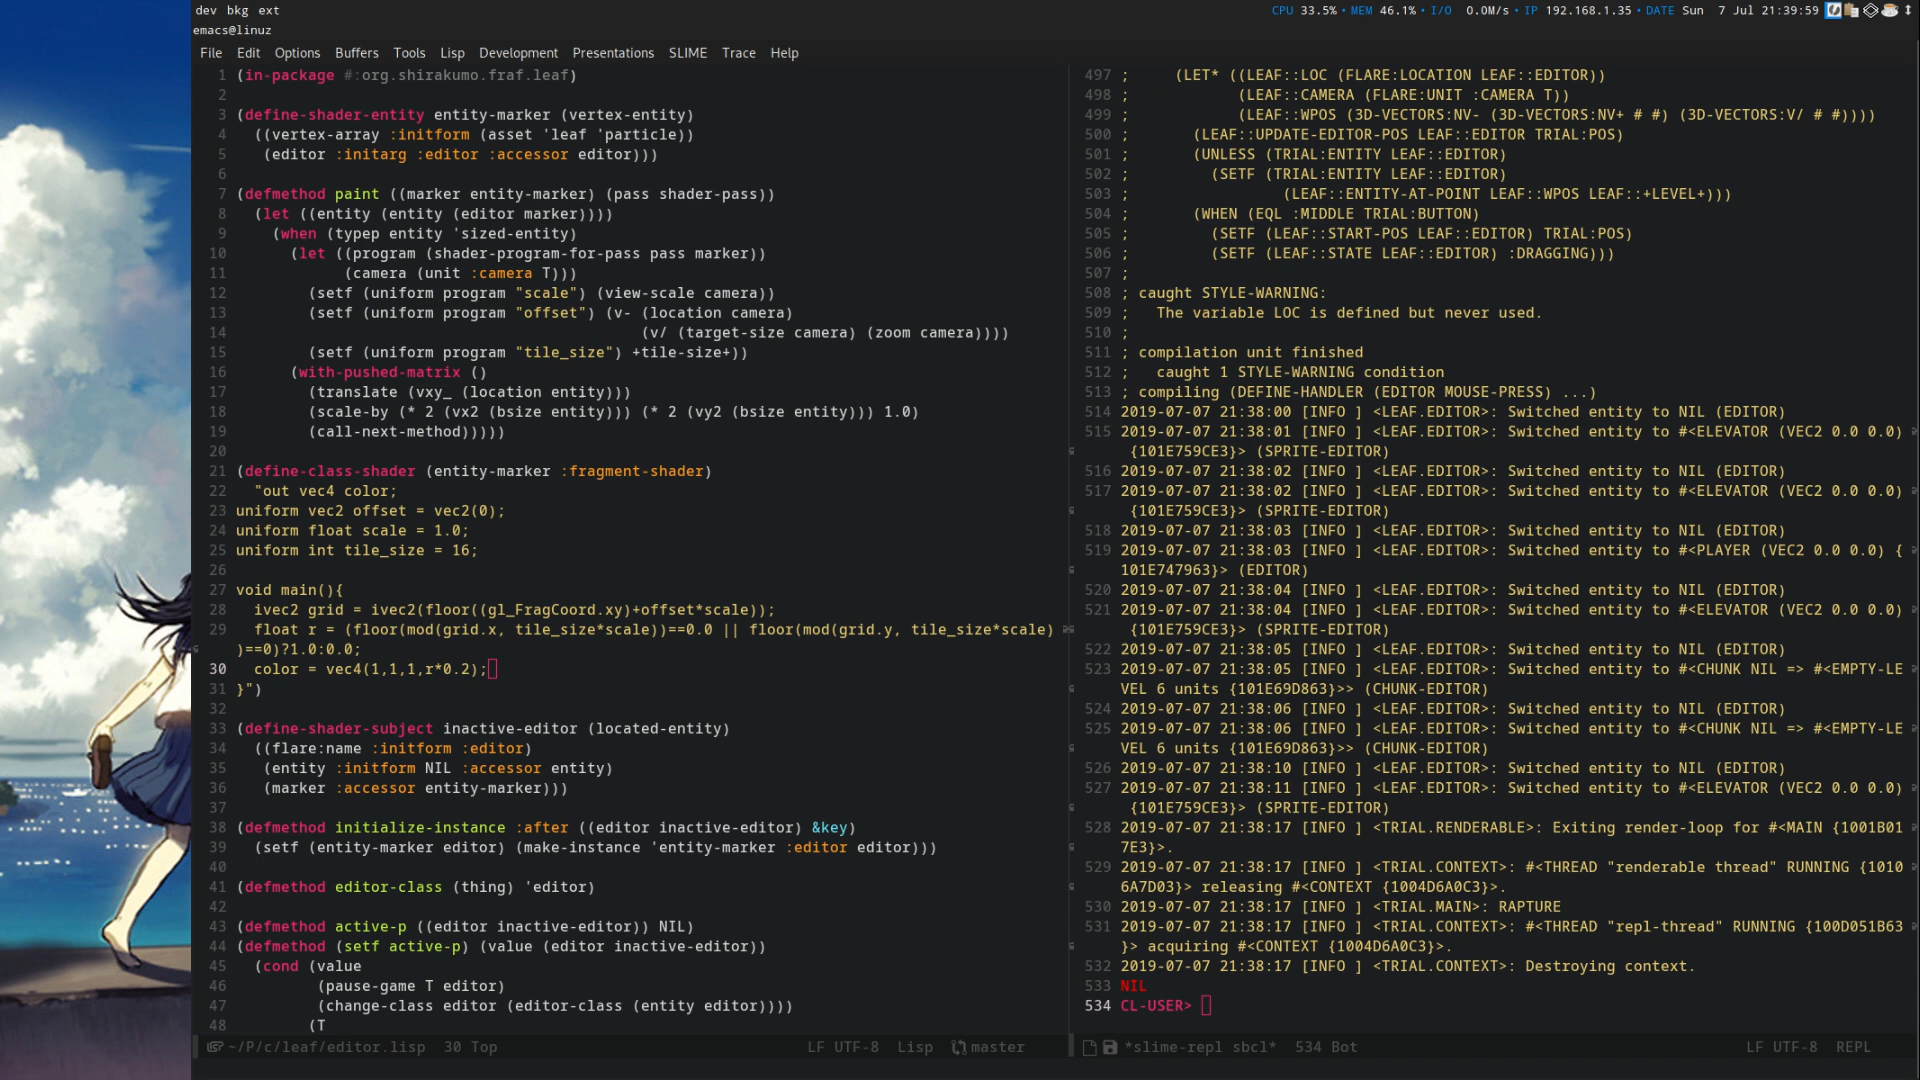 dev bkg ext
CPU 33.5% • MEM 46.1% • I/O 0.0M/s • IP 192.168.1.35 • DATE Sun 7 Jul 21:39:59
emacs@linuz
File Edit Options Buffers Tools Lisp Development Presentations SLIME Trace Help
1 (in-package #:org.shirakumo.fraf.leaf)
2
3 (define-shader-entity entity-marker (vertex-entity)
4   ((vertex-array :initform (asset 'leaf 'particle))
5    (editor :initarg :editor :accessor editor)))
6
7 (defmethod paint ((marker entity-marker) (pass shader-pass))
8   (let ((entity (entity (editor marker))))
9     (when (typep entity 'sized-entity)
10       (let ((program (shader-program-for-pass pass marker))
11             (camera (unit :camera T)))
12         (setf (uniform program "scale") (view-scale camera))
13         (setf (uniform program "offset") (v- (location camera)
14                                              (v/ (target-size camera) (zoom camera))))
15         (setf (uniform program "tile_size") +tile-size+))
16       (with-pushed-matrix ()
17         (translate (vxy_ (location entity)))
18         (scale-by (* 2 (vx2 (bsize entity))) (* 2 (vy2 (bsize entity))) 1.0)
19         (call-next-method)))))
20
21 (define-class-shader (entity-marker :fragment-shader)
22   "out vec4 color;
23 uniform vec2 offset = vec2(0);
24 uniform float scale = 1.0;
25 uniform int tile_size = 16;
26
27 void main(){
28   ivec2 grid = ivec2(floor((gl_FragCoord.xy)+offset*scale));
29   float r = (floor(mod(grid.x, tile_size*scale))==0.0 || floor(mod(grid.y, tile_size*scale)
)==0)?1.0:0.0;
30   color = vec4(1,1,1,r*0.2);
31 }")
32
33 (define-shader-subject inactive-editor (located-entity)
34   ((flare:name :initform :editor)
35    (entity :initform NIL :accessor entity)
36    (marker :accessor entity-marker)))
37
38 (defmethod initialize-instance :after ((editor inactive-editor) &key)
39   (setf (entity-marker editor) (make-instance 'entity-marker :editor editor)))
40
41 (defmethod editor-class (thing) 'editor)
42
43 (defmethod active-p ((editor inactive-editor)) NIL)
44 (defmethod (setf active-p) (value (editor inactive-editor))
45   (cond (value
46          (pause-game T editor)
47          (change-class editor (editor-class (entity editor))))
48         (T
~/P/c/leaf/editor.lisp 30 Top LF UTF-8 Lisp master
497 ;     (LET* ((LEAF::LOC (FLARE:LOCATION LEAF::EDITOR))
498 ;            (LEAF::CAMERA (FLARE:UNIT :CAMERA T))
499 ;            (LEAF::WPOS (3D-VECTORS:NV- (3D-VECTORS:NV+ # #) (3D-VECTORS:V/ # #))))
500 ;       (LEAF::UPDATE-EDITOR-POS LEAF::EDITOR TRIAL:POS)
501 ;       (UNLESS (TRIAL:ENTITY LEAF::EDITOR)
502 ;         (SETF (TRIAL:ENTITY LEAF::EDITOR)
503 ;                 (LEAF::ENTITY-AT-POINT LEAF::WPOS LEAF::+LEVEL+)))
504 ;       (WHEN (EQL :MIDDLE TRIAL:BUTTON)
505 ;         (SETF (LEAF::START-POS LEAF::EDITOR) TRIAL:POS)
506 ;         (SETF (LEAF::STATE LEAF::EDITOR) :DRAGGING)))
507 ;
508 ; caught STYLE-WARNING:
509 ;   The variable LOC is defined but never used.
510 ;
511 ; compilation unit finished
512 ;   caught 1 STYLE-WARNING condition
513 ; compiling (DEFINE-HANDLER (EDITOR MOUSE-PRESS) ...)
514 2019-07-07 21:38:00 [INFO ] <LEAF.EDITOR>: Switched entity to NIL (EDITOR)
515 2019-07-07 21:38:01 [INFO ] <LEAF.EDITOR>: Switched entity to #<ELEVATOR (VEC2 0.0 0.0)
{101E759CE3}> (SPRITE-EDITOR)
516 2019-07-07 21:38:02 [INFO ] <LEAF.EDITOR>: Switched entity to NIL (EDITOR)
517 2019-07-07 21:38:02 [INFO ] <LEAF.EDITOR>: Switched entity to #<ELEVATOR (VEC2 0.0 0.0)
{101E759CE3}> (SPRITE-EDITOR)
518 2019-07-07 21:38:03 [INFO ] <LEAF.EDITOR>: Switched entity to NIL (EDITOR)
519 2019-07-07 21:38:03 [INFO ] <LEAF.EDITOR>: Switched entity to #<PLAYER (VEC2 0.0 0.0) {
101E747963}> (EDITOR)
520 2019-07-07 21:38:04 [INFO ] <LEAF.EDITOR>: Switched entity to NIL (EDITOR)
521 2019-07-07 21:38:04 [INFO ] <LEAF.EDITOR>: Switched entity to #<ELEVATOR (VEC2 0.0 0.0)
{101E759CE3}> (SPRITE-EDITOR)
522 2019-07-07 21:38:05 [INFO ] <LEAF.EDITOR>: Switched entity to NIL (EDITOR)
523 2019-07-07 21:38:05 [INFO ] <LEAF.EDITOR>: Switched entity to #<CHUNK NIL => #<EMPTY-LE
VEL 6 units {101E69D863}>> (CHUNK-EDITOR)
524 2019-07-07 21:38:06 [INFO ] <LEAF.EDITOR>: Switched entity to NIL (EDITOR)
525 2019-07-07 21:38:06 [INFO ] <LEAF.EDITOR>: Switched entity to #<CHUNK NIL => #<EMPTY-LE
VEL 6 units {101E69D863}>> (CHUNK-EDITOR)
526 2019-07-07 21:38:10 [INFO ] <LEAF.EDITOR>: Switched entity to NIL (EDITOR)
527 2019-07-07 21:38:11 [INFO ] <LEAF.EDITOR>: Switched entity to #<ELEVATOR (VEC2 0.0 0.0)
{101E759CE3}> (SPRITE-EDITOR)
528 2019-07-07 21:38:17 [INFO ] <TRIAL.RENDERABLE>: Exiting render-loop for #<MAIN {1001B01
7E3}>.
529 2019-07-07 21:38:17 [INFO ] <TRIAL.CONTEXT>: #<THREAD "renderable thread" RUNNING {1010
6A7D03}> releasing #<CONTEXT {1004D6A0C3}>.
530 2019-07-07 21:38:17 [INFO ] <TRIAL.MAIN>: RAPTURE
531 2019-07-07 21:38:17 [INFO ] <TRIAL.CONTEXT>: #<THREAD "repl-thread" RUNNING {100D051B63
}> acquiring #<CONTEXT {1004D6A0C3}>.
532 2019-07-07 21:38:17 [INFO ] <TRIAL.CONTEXT>: Destroying context.
533 NIL
534 CL-USER>
*slime-repl sbcl* 534 Bot LF UTF-8 REPL